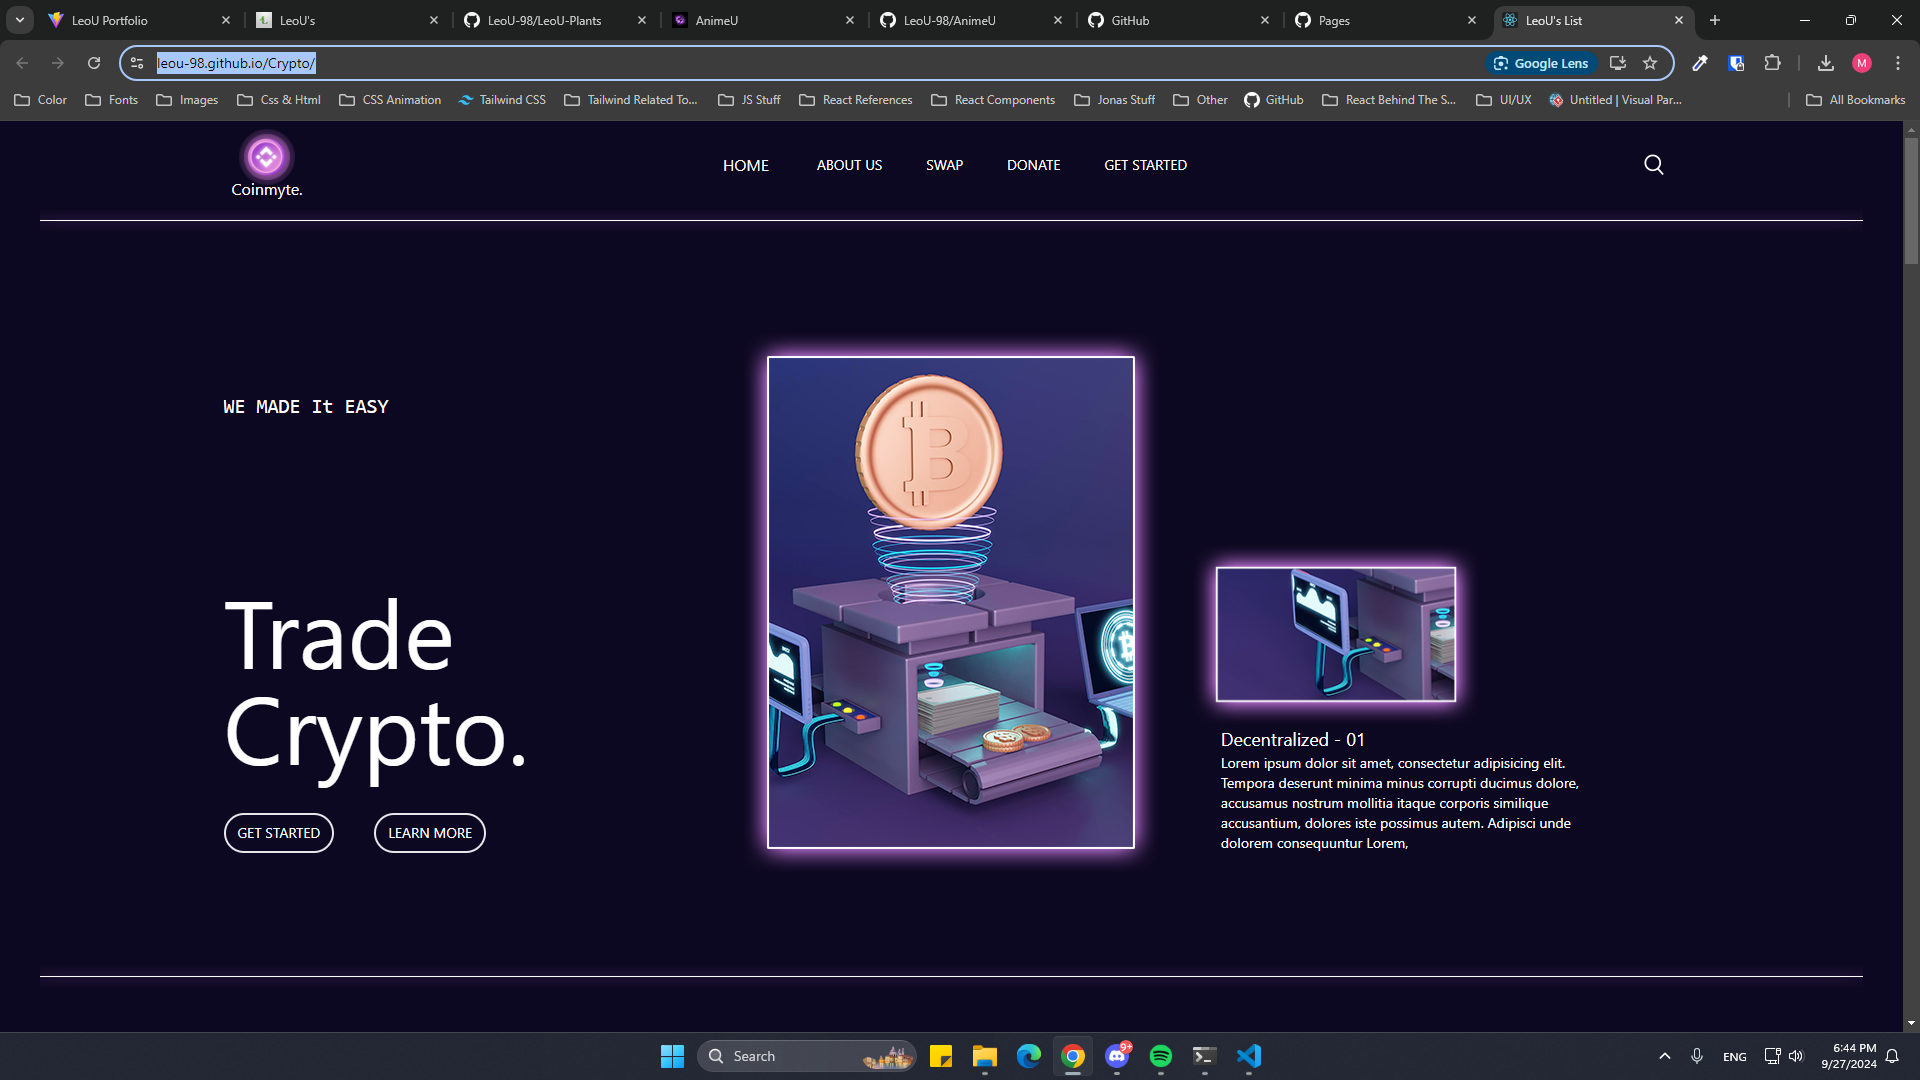 LeoU Portfolio
LeoU's
LeoU-98/LeoU-Plants
AnimeU
LeoU-98/AnimeU
GitHub
Pages
LeoU's List
leou-98.github.io/Crypto/
Google Lens
M
Color
Fonts
Images
Css & Html
CSS Animation
Tailwind CSS
Tailwind Related To...
JS Stuff
React References
React Components
Jonas Stuff
Other
GitHub
React Behind The S...
UI/UX
Untitled | Visual Par...
All Bookmarks
Coinmyte.
HOME
ABOUT US
SWAP
DONATE
GET STARTED
WE MADE It EASY
Trade
Crypto.
GET STARTED
LEARN MORE
Decentralized - 01
Lorem ipsum dolor sit amet, consectetur adipisicing elit.
Tempora deserunt minima minus corrupti ducimus dolore,
accusamus nostrum mollitia itaque corporis similique
accusantium, dolores iste possimus autem. Adipisci unde
dolorem consequuntur Lorem,
Search
9+
ENG
6:44 PM
9/27/2024